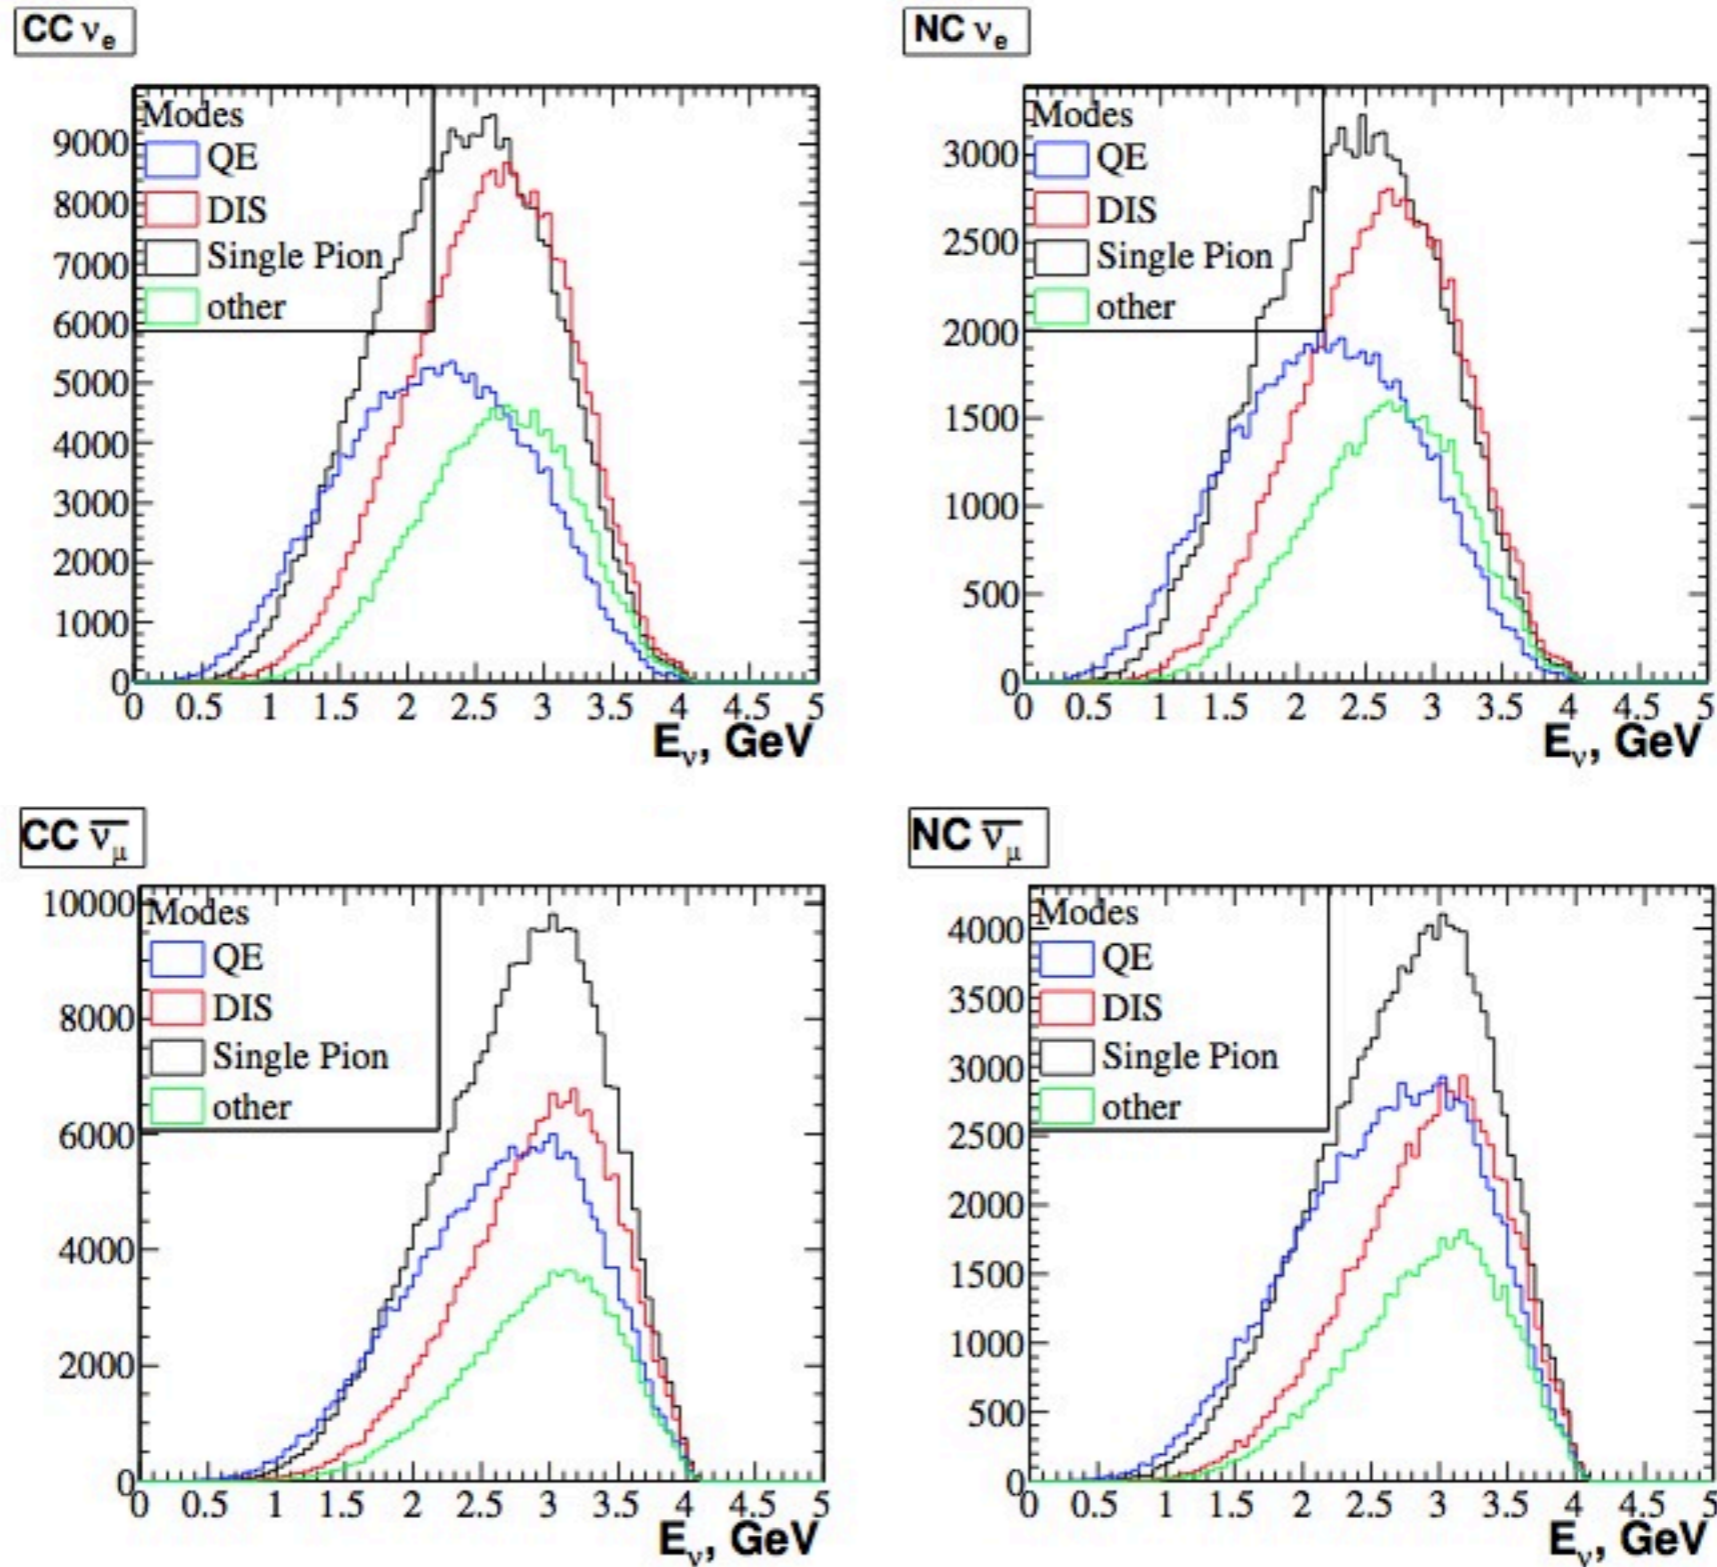 CC νe
Modes
QE
DIS
Single Pion
other
9000
8000
7000
6000
5000
4000
3000
2000
1000
0
0 0.5 1 1.5 2 2.5 3 3.5 4 4.5 5
Eν, GeV
NC νe
Modes
QE
DIS
Single Pion
other
3000
2500
2000
1500
1000
500
0
0 0.5 1 1.5 2 2.5 3 3.5 4 4.5 5
Eν, GeV
CC ν̅μ
Modes
QE
DIS
Single Pion
other
10000
8000
6000
4000
2000
0
0 0.5 1 1.5 2 2.5 3 3.5 4 4.5 5
Eν, GeV
NC ν̅μ
Modes
QE
DIS
Single Pion
other
4000
3500
3000
2500
2000
1500
1000
500
0
0 0.5 1 1.5 2 2.5 3 3.5 4 4.5 5
Eν, GeV